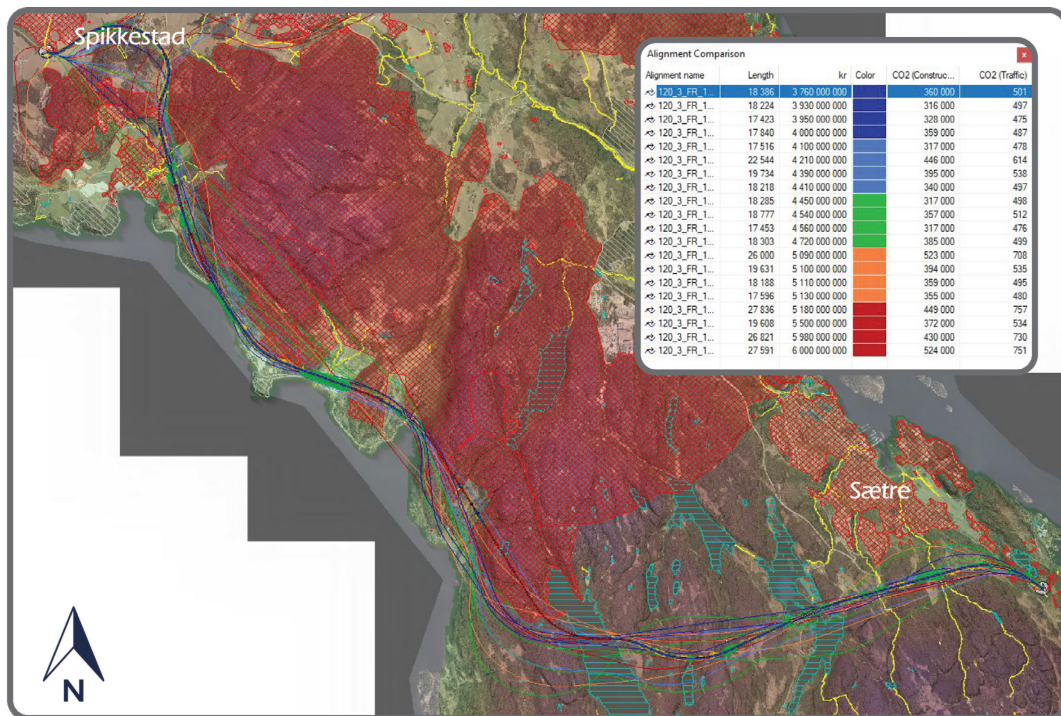 Spikkestad
Alignment Comparison
x
Alignment name Length kr Color CO2 (Construc... CO2 (Traffic)
120_3_FR_1... 18 386 3 760 000 000 360 000 501
120_3_FR_1... 18 224 3 930 000 000 316 000 497
120_3_FR_1... 17 423 3 950 000 000 328 000 475
120_3_FR_1... 17 840 4 000 000 000 359 000 487
120_3_FR_1... 17 516 4 100 000 000 317 000 478
120_3_FR_1... 22 544 4 210 000 000 446 000 614
120_3_FR_1... 19 734 4 390 000 000 395 000 538
120_3_FR_1... 18 218 4 410 000 000 340 000 497
120_3_FR_1... 18 285 4 450 000 000 317 000 498
120_3_FR_1... 18 777 4 540 000 000 357 000 512
120_3_FR_1... 17 453 4 560 000 000 317 000 476
120_3_FR_1... 18 303 4 720 000 000 385 000 499
120_3_FR_1... 26 000 5 090 000 000 523 000 708
120_3_FR_1... 19 631 5 100 000 000 394 000 535
120_3_FR_1... 18 188 5 110 000 000 359 000 495
120_3_FR_1... 17 596 5 130 000 000 355 000 480
120_3_FR_1... 27 836 5 180 000 000 449 000 757
120_3_FR_1... 19 608 5 500 000 000 372 000 534
120_3_FR_1... 26 821 5 980 000 000 430 000 730
120_3_FR_1... 27 591 6 000 000 000 524 000 751
Sætre
N